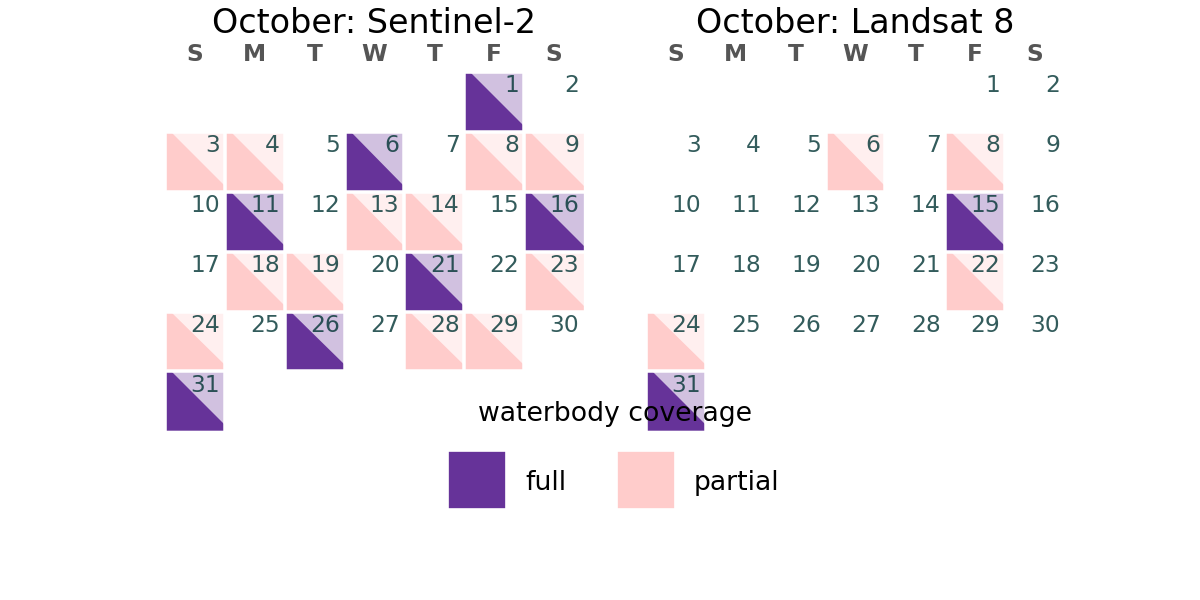 October: Sentinel-2
S M T W T F S
1 2
3 4 5 6 7 8 9
10 11 12 13 14 15 16
17 18 19 20 21 22 23
24 25 26 27 28 29 30
31
October: Landsat 8
S M T W T F S
1 2
3 4 5 6 7 8 9
10 11 12 13 14 15 16
17 18 19 20 21 22 23
24 25 26 27 28 29 30
31
waterbody coverage
full
partial